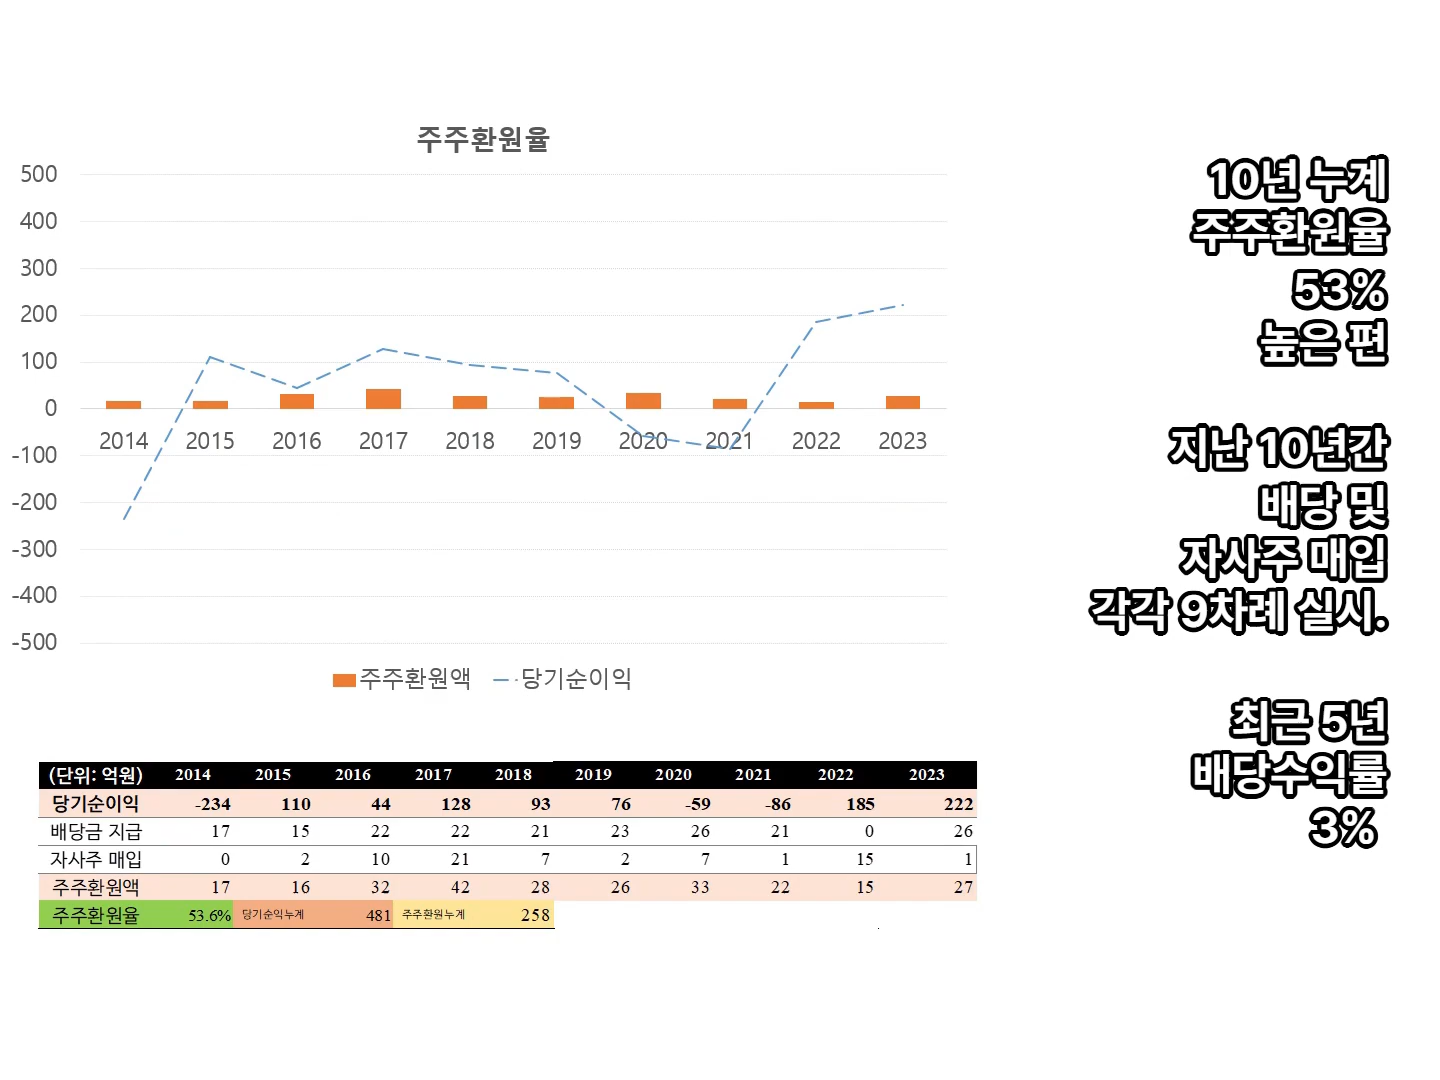 주주환원율
500
400
300
200
100
0
-100
-200
-300
-400
-500
2014 2015 2016 2017 2018 2019 2020 2021 2022 2023
주주환원액 당기순이익
10년 누계
주주환원율
53%
높은 편
지난 10년간
배당 및
자사주 매입
각각 9차례 실시.
최근 5년
배당수익률
3%
(단위: 억원) 2014 2015 2016 2017 2018 2019 2020 2021 2022 2023
당기순이익 -234 110 44 128 93 76 -59 -86 185 222
배당금 지급 17 15 22 22 21 23 26 21 0 26
자사주 매입 0 2 10 21 7 2 7 1 15 1
주주환원액 17 16 32 42 28 26 33 22 15 27
주주환원율 53.6% 당기순익누계 481 주주환원누계 258